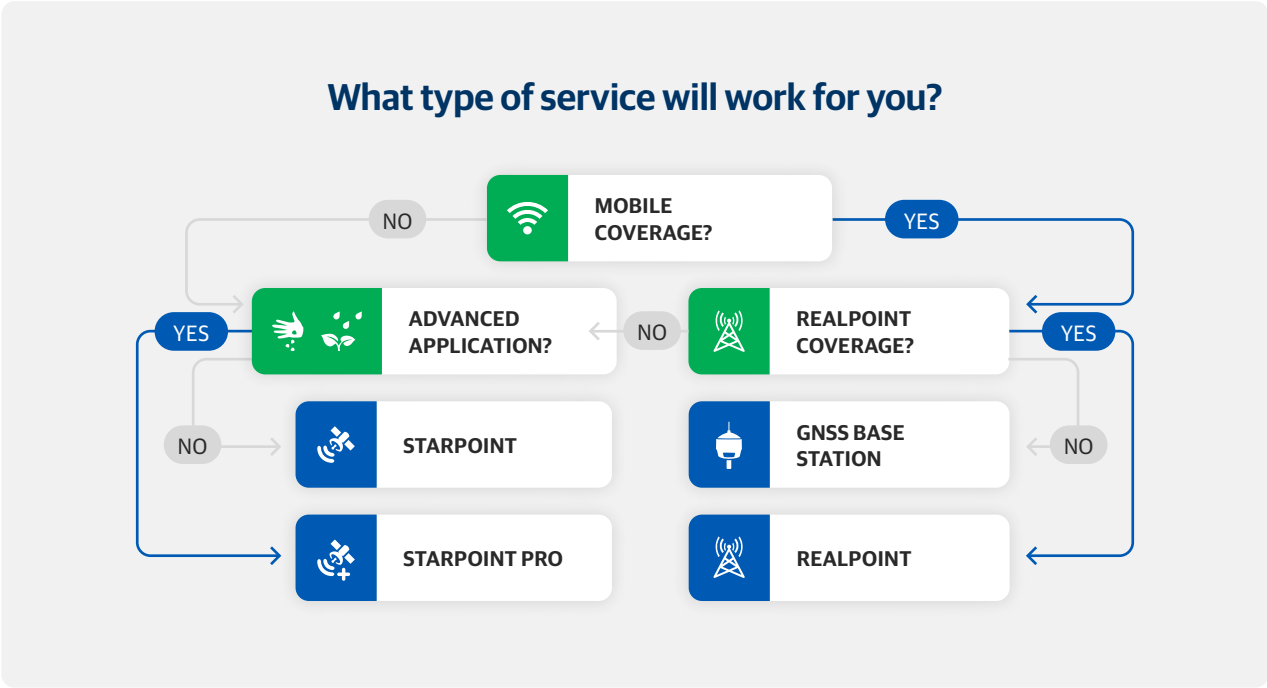 What type of service will work for you?
MOBILE
COVERAGE?
NO
YES
ADVANCED
APPLICATION?
YES
NO
REALPOINT
COVERAGE?
YES
NO
STARPOINT
GNSS BASE
STATION
NO
STARPOINT PRO
REALPOINT